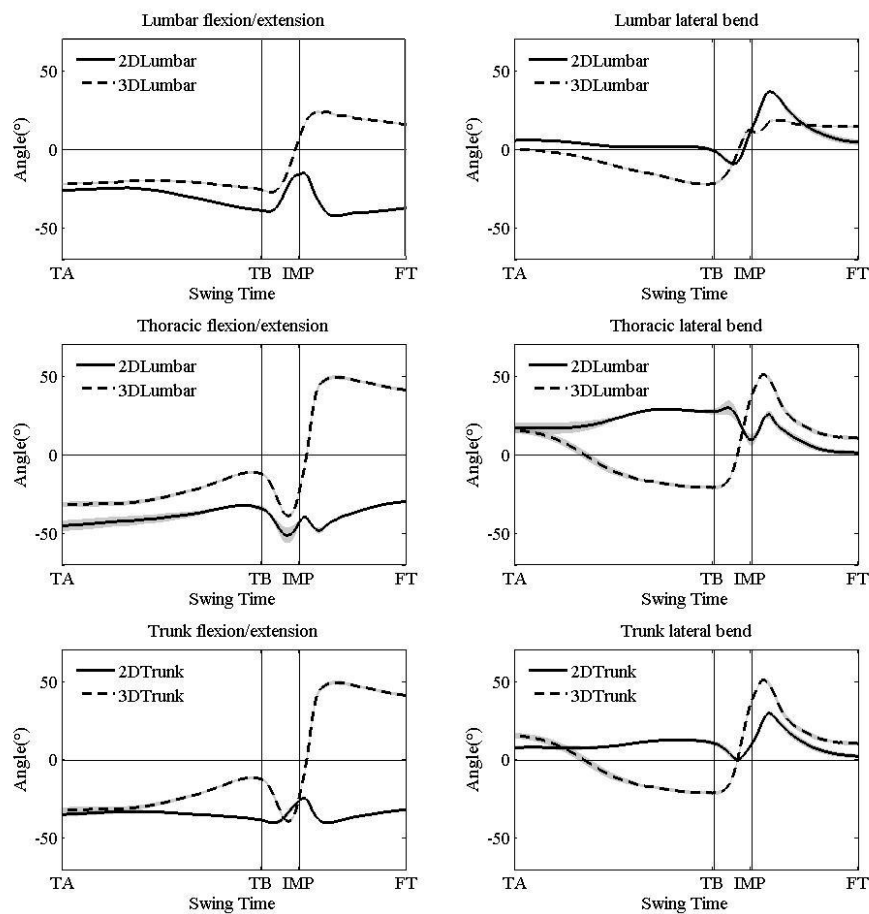 Lumbar flexion/extension
2DLumbar
3DLumbar
50
0
-50
Angle(°)
TA TB IMP FT
Swing Time
Lumbar lateral bend
2DLumbar
3DLumbar
50
0
-50
Angle(°)
TA TB IMP FT
Swing Time
Thoracic flexion/extension
2DLumbar
3DLumbar
50
0
-50
Angle(°)
TA TB IMP FT
Swing Time
Thoracic lateral bend
2DLumbar
3DLumbar
50
0
-50
Angle(°)
TA TB IMP FT
Swing Time
Trunk flexion/extension
2DTrunk
3DTrunk
50
0
-50
Angle(°)
TA TB IMP FT
Swing Time
Trunk lateral bend
2DTrunk
3DTrunk
50
0
-50
Angle(°)
TA TB IMP FT
Swing Time